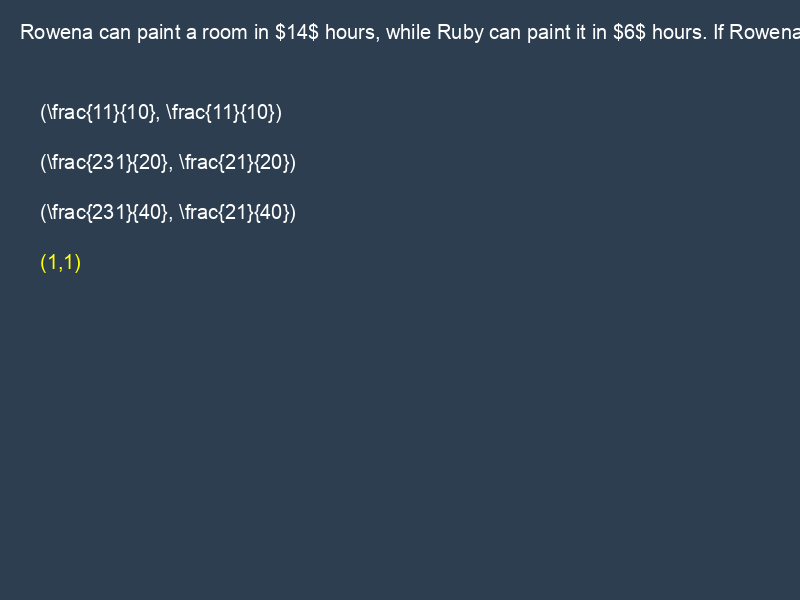 Rowena can paint a room in $14$ hours, while Ruby can paint it in $6$ hours. If Rowena
(\frac{11}{10}, \frac{11}{10})
(\frac{231}{20}, \frac{21}{20})
(\frac{231}{40}, \frac{21}{40})
(1,1)